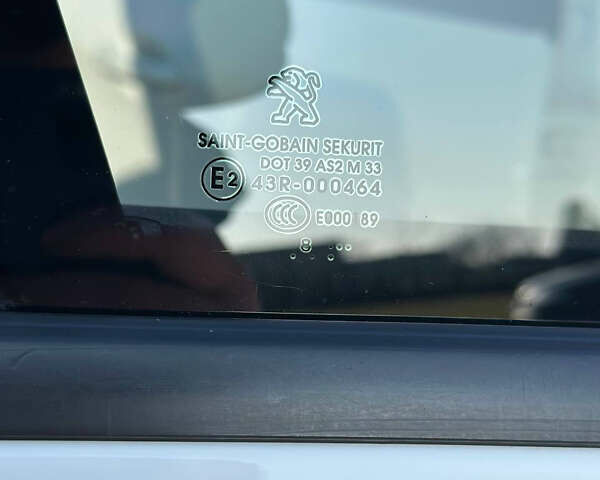 SAINT-GOBAIN SEKURIT
DOT 39 AS2 M 33
E2 43R-000464
CCC E000 89
8